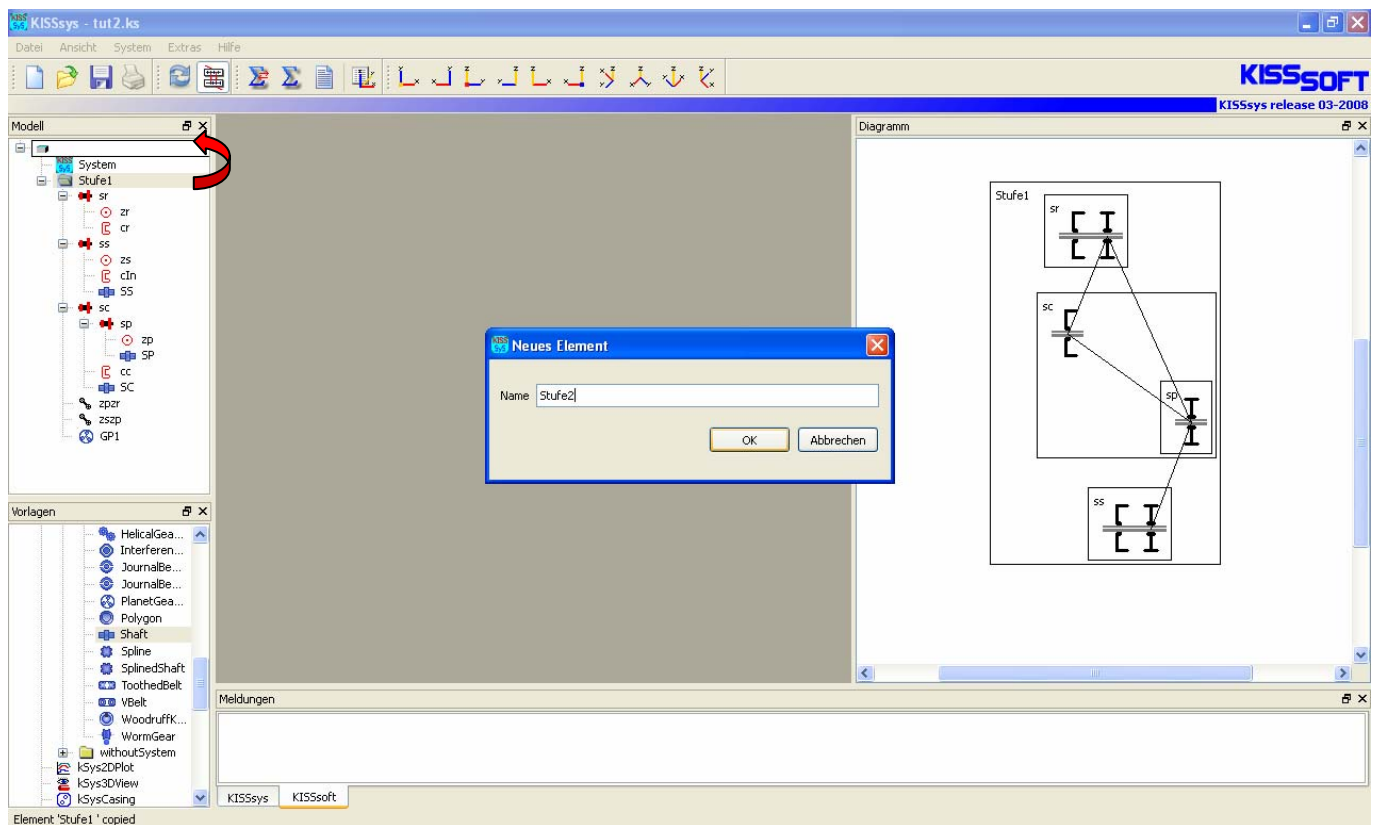 KISSsys - tut2.ks
Datei Ansicht System Extras Hilfe
KISSsoft
KISSsys release 03-2008
Modell
System
Stufe1
sr
zr
cr
ss
zs
cIn
SS
sc
sp
zp
SP
cc
SC
zpzr
zszp
GP1
Vorlagen
HelicalGea...
Interferen...
JournalBe...
JournalBe...
PlanetGea...
Polygon
Shaft
Spline
SplinedShaft
ToothedBelt
VBelt
WoodruffK...
WormGear
withoutSystem
kSys2DPlot
kSys3DView
kSysCasing
Neues Element
Name Stufe2
OK Abbrechen
Diagramm
Stufe1
sr
sc
sp
ss
Meldungen
KISSsys KISSsoft
Element 'Stufe1 ' copied